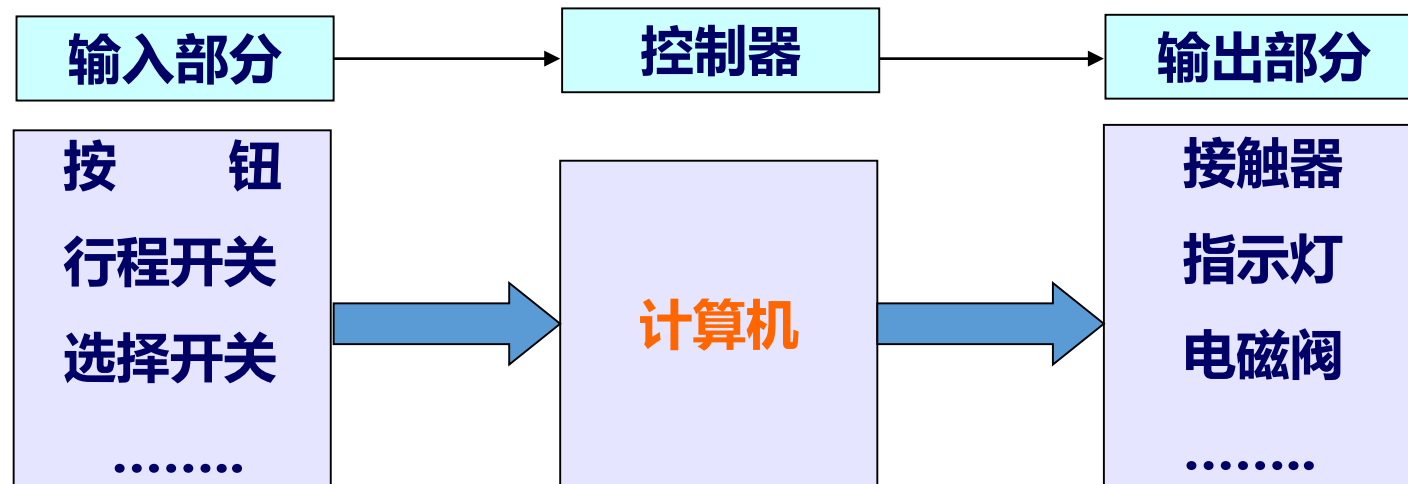 输入部分
控制器
输出部分
按 钮
行程开关
选择开关
........
计算机
接触器
指示灯
电磁阀
........